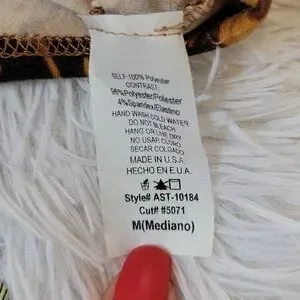 SELF:100% Polyester
CONTRAST:
96%Polyester/Poliester
4%Spandex/Elastino
HAND WASH COLD WATER
DO NOT BLEACH
HANG OR LINE DRY
NO USAR CLORO
SECAR COLGADO
MADE IN U.S.A.
HECHO EN E.U.A.
Style# AST-10184
Cut# #5071
M(Mediano)